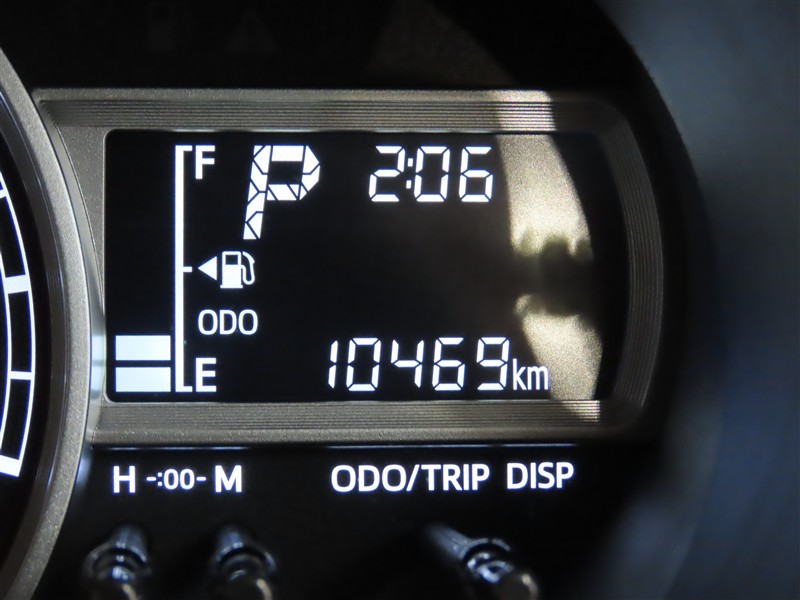 F P 2:06
ODO
E 10469km
H -:00- M ODO/TRIP DISP